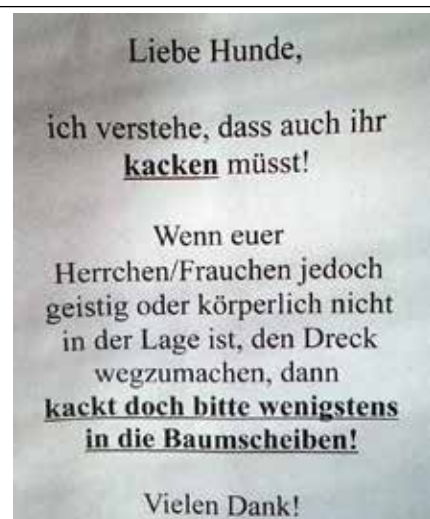 Liebe Hunde,
ich verstehe, dass auch ihr
kacken müsst!
Wenn euer
Herrchen/Frauchen jedoch
geistig oder körperlich nicht
in der Lage ist, den Dreck
wegzumachen, dann
kackt doch bitte wenigstens
in die Baumscheiben!
Vielen Dank!